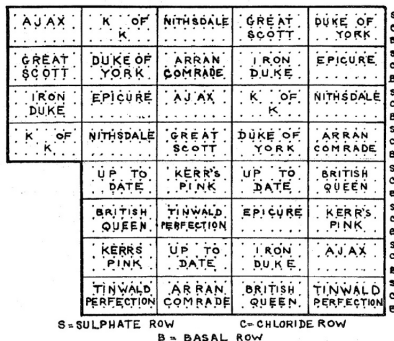 AJAX K OF K NITHSDALE GREAT SCOTT DUKE OF YORK
GREAT SCOTT DUKE OF YORK ARRAN COMRADE IRON DUKE EPICURE
IRON DUKE EPICURE AJAX K OF K NITHSDALE
K OF K NITHSDALE GREAT SCOTT DUKE OF YORK ARRAN COMRADE
UP TO DATE KERR'S PINK UP TO DATE BRITISH QUEEN
BRITISH QUEEN TINWALD PERFECTION EPICURE KERR'S PINK
KERRS PINK UP TO DATE IRON DUKE AJAX
TINWALD PERFECTION ARRAN COMRADE BRITISH QUEEN TINWALD PERFECTION
S = SULPHATE ROW C = CHLORIDE ROW
B = BASAL ROW